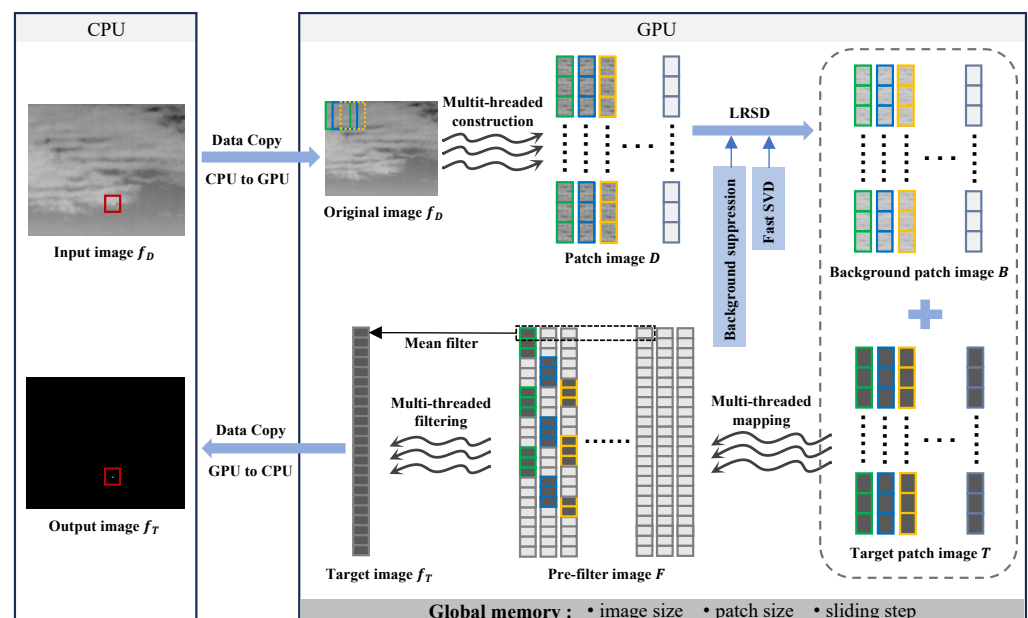 CPU
GPU
Input image f_D
Data Copy
CPU to GPU
Original image f_D
Multit-hreaded
construction
Patch image D
LRSD
Background suppression
Fast SVD
Background patch image B
Mean filter
Multi-threaded
filtering
Multi-threaded
mapping
Data Copy
GPU to CPU
Output image f_T
Target image f_T
Pre-filter image F
Target patch image T
Global memory : • image size • patch size • sliding step